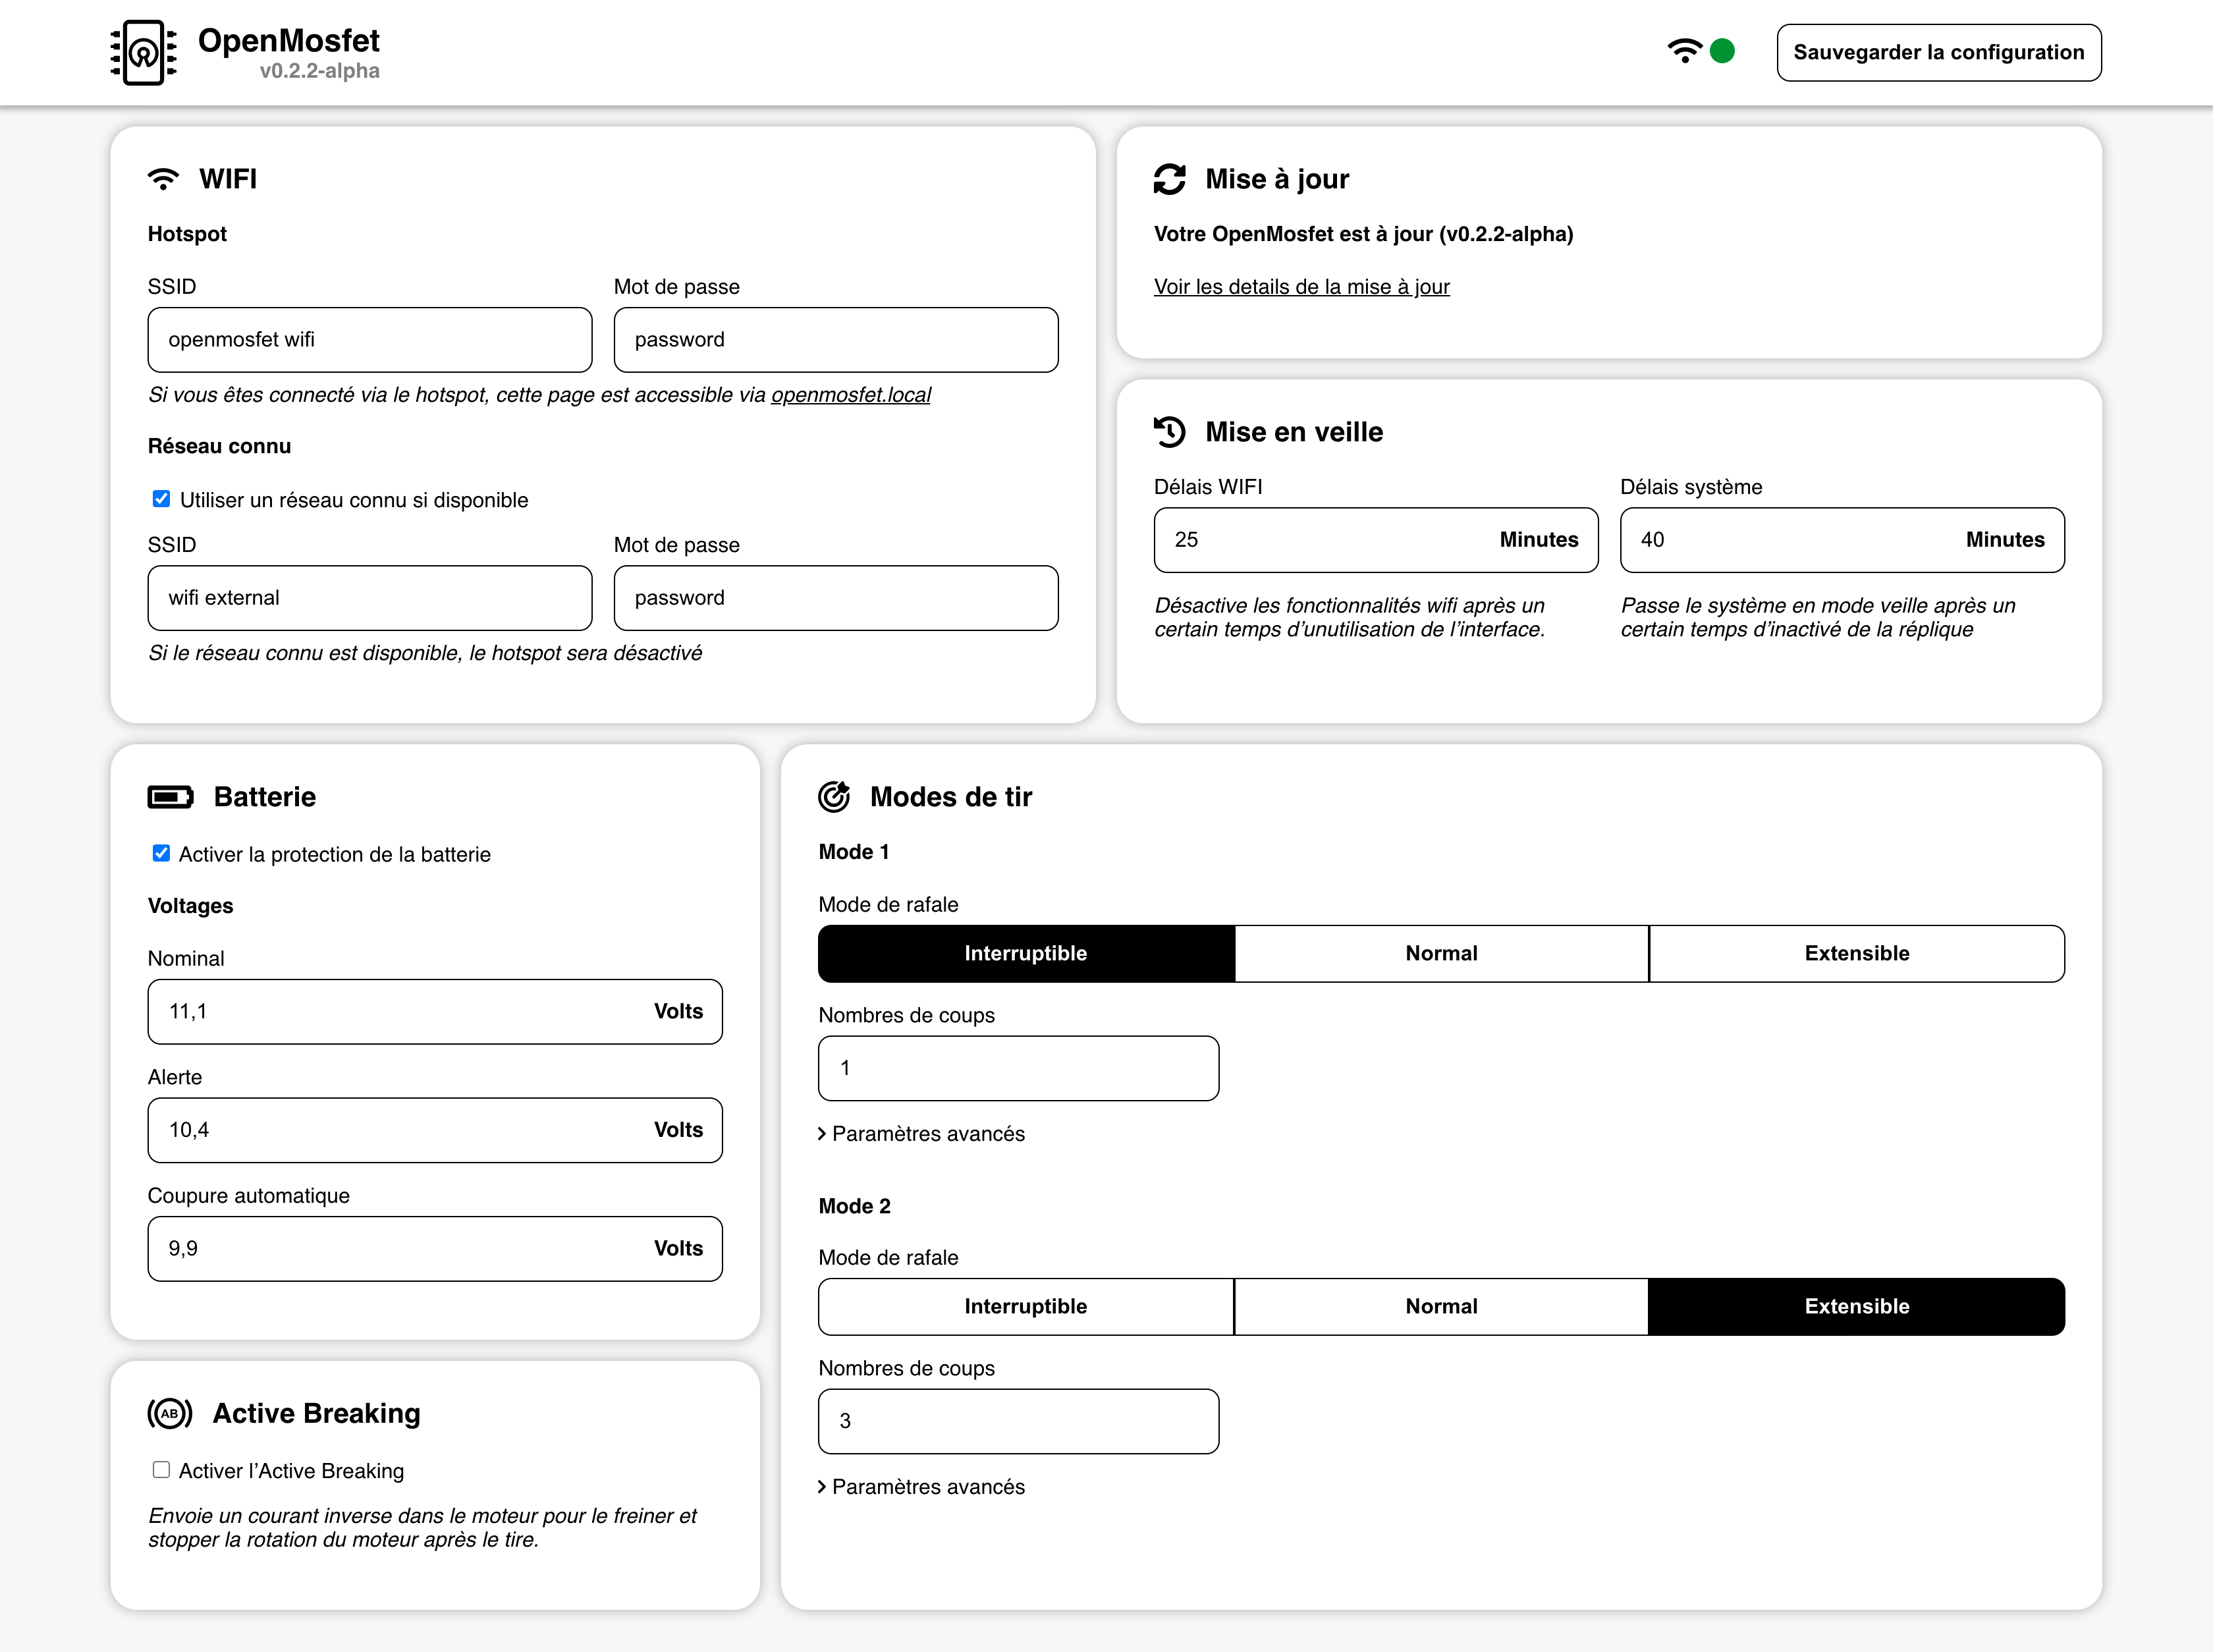 OpenMosfet
v0.2.2-alpha
Sauvegarder la configuration
WIFI
Hotspot
SSID
Mot de passe
openmosfet wifi
password
Si vous êtes connecté via le hotspot, cette page est accessible via openmosfet.local
Réseau connu
Utiliser un réseau connu si disponible
SSID
Mot de passe
wifi external
password
Si le réseau connu est disponible, le hotspot sera désactivé
Mise à jour
Votre OpenMosfet est à jour (v0.2.2-alpha)
Voir les details de la mise à jour
Mise en veille
Délais WIFI
Délais système
25 Minutes
40 Minutes
Désactive les fonctionnalités wifi après un
certain temps d’unutilisation de l’interface.
Passe le système en mode veille après un
certain temps d’inactivé de la réplique
Batterie
Activer la protection de la batterie
Voltages
Nominal
11,1 Volts
Alerte
10,4 Volts
Coupure automatique
9,9 Volts
AB
Active Breaking
Activer l’Active Breaking
Envoie un courant inverse dans le moteur pour le freiner et
stopper la rotation du moteur après le tire.
Modes de tir
Mode 1
Mode de rafale
Interruptible Normal Extensible
Nombres de coups
1
Paramètres avancés
Mode 2
Mode de rafale
Interruptible Normal Extensible
Nombres de coups
3
Paramètres avancés